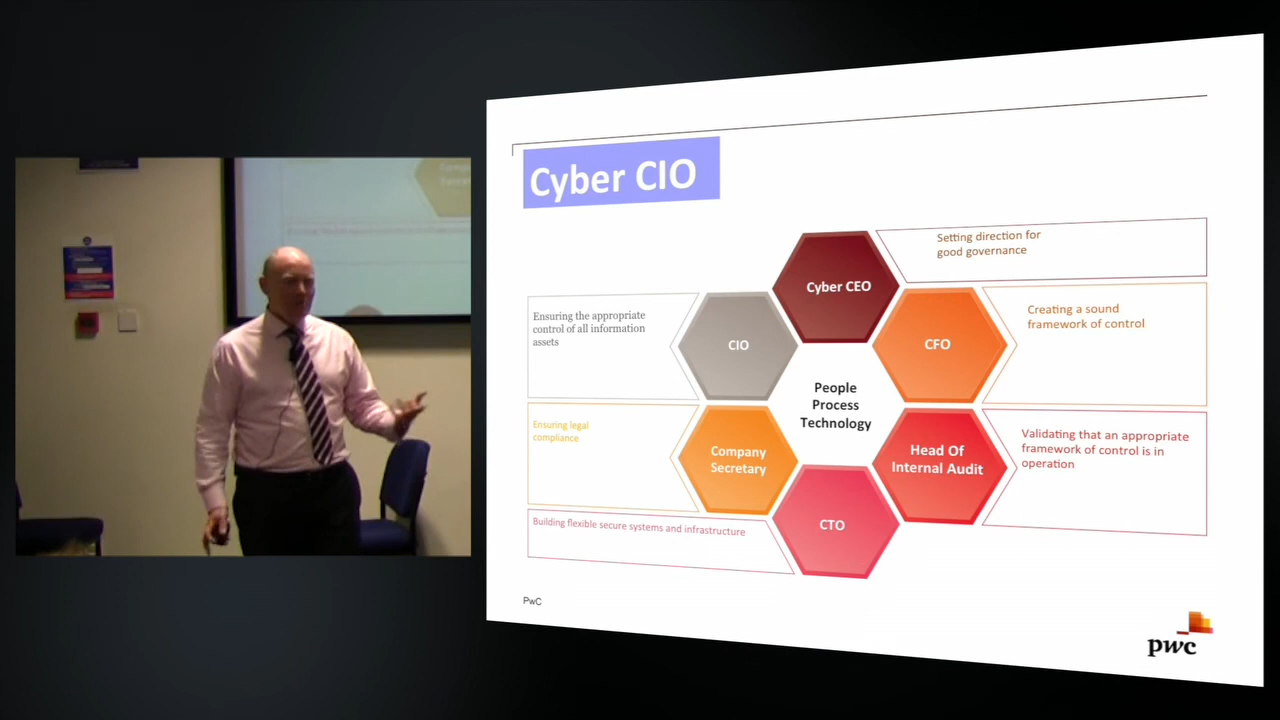 Cyber CIO
Cyber CEO
Setting direction for
good governance
Ensuring the appropriate
control of all information
assets
CIO
CFO
Creating a sound
framework of control
People
Process
Technology
Ensuring legal
compliance
Company
Secretary
Head Of
Internal Audit
Validating that an appropriate
framework of control is in
operation
Building flexible secure systems and infrastructure
CTO
PwC
pwc